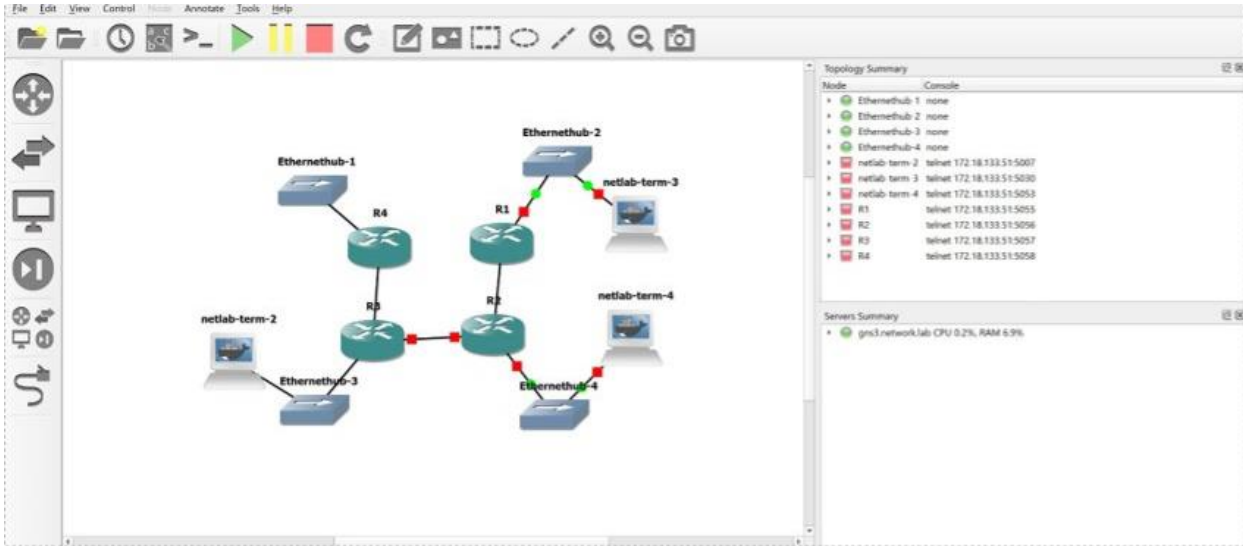 File Edit View Control Node Annotate Tools Help
Topology Summary
Node Console
Ethernethub-1 none
Ethernethub 2 none
Ethernethub-3 none
Ethernethub-4 none
netlab-term-2 telnet 172.18.133.51:5007
netlab-term 3 telnet 172.18.133.51:5030
netlab-term-4 telnet 172.18.133.51:5053
R1 telnet 172.18.133.51:5055
R2 telnet 172.18.133.51:5056
R3 telnet 172.18.133.51:5057
R4 telnet 172.18.133.51:5058
Servers Summary
gns3.network.lab CPU 0.2%, RAM 6.9%
Ethernethub-2
Ethernethub-1
netlab-term-3
R4
R1
netlab-term-4
R3
R2
netlab-term-2
Ethernethub-3
Ethernethub-4